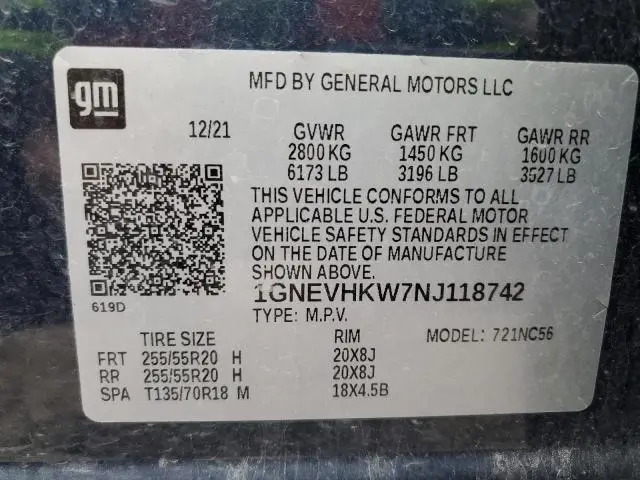 gm
MFD BY GENERAL MOTORS LLC
12/21 GVWR GAWR FRT GAWR RR
2800 KG 1450 KG 1600 KG
6173 LB 3196 LB 3527 LB
THIS VEHICLE CONFORMS TO ALL
APPLICABLE U.S. FEDERAL MOTOR
VEHICLE SAFETY STANDARDS IN EFFECT
ON THE DATE OF MANUFACTURE
SHOWN ABOVE.
1GNEVHKW7NJ118742
619D
TYPE: M.P.V.
TIRE SIZE RIM MODEL: 721NC56
FRT 255/55R20 H 20X8J
RR 255/55R20 H 20X8J
SPA T135/70R18 M 18X4.5B